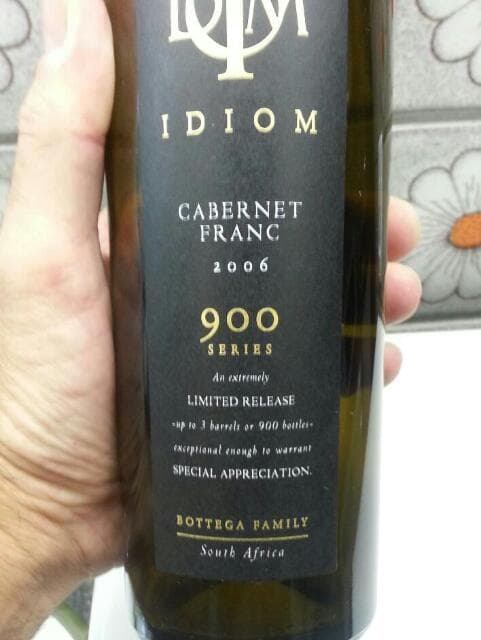 IDIOM
CABERNET
FRANC
2006
900
SERIES
An extremely
LIMITED RELEASE
-up to 3 barrels or 900 bottles-
exceptional enough to warrant
SPECIAL APPRECIATION.
BOTTEGA FAMILY
South Africa